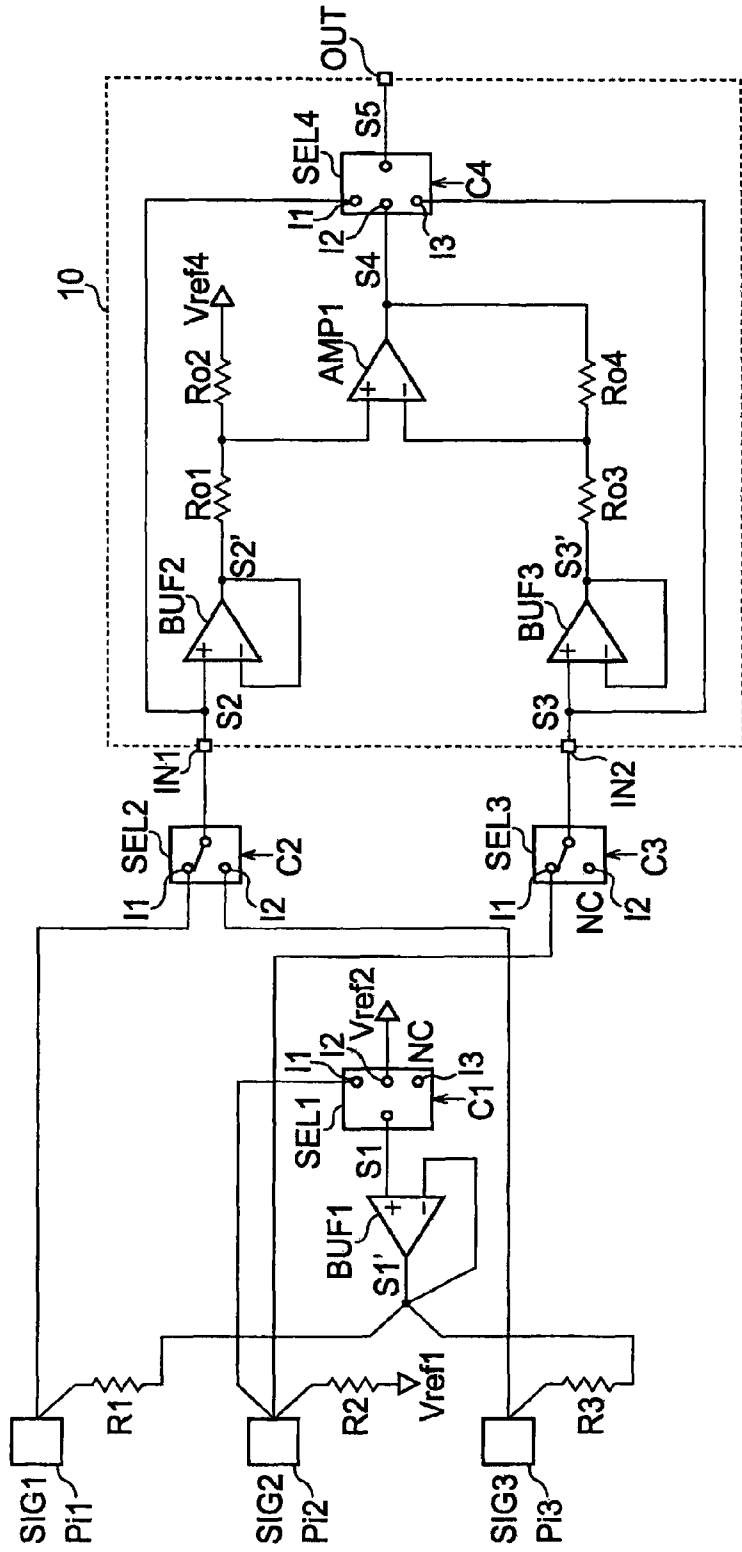 SIG1
Pi1
R1
SIG2
Pi2
R2
Vref1
SIG3
Pi3
R3
BUF1
+
−
S1'
S1
SEL1
I1
I2
Vref2
NC
I3
C1
SEL2
I1
I2
C2
SEL3
I1
NC
I2
C3
IN1
IN2
10
S2
BUF2
+
−
S2'
Ro1
Ro2
Vref4
S3
BUF3
+
−
S3'
Ro3
Ro4
AMP1
+
−
S4
SEL4
I1
I2
I3
C4
S5
OUT